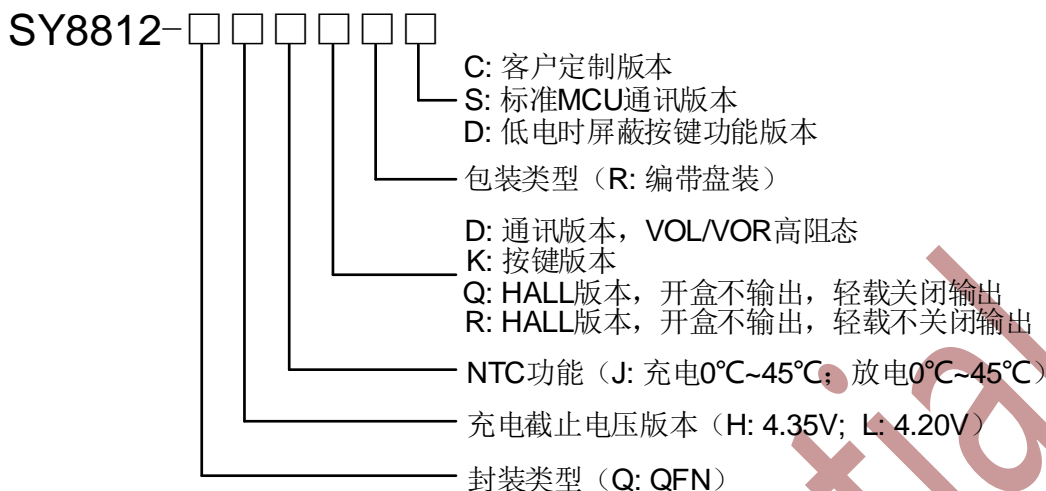 SY8812-□□□□□□
C: 客户定制版本
S: 标准MCU通讯版本
D: 低电时屏蔽按键功能版本
包装类型（R: 编带盘装）
D: 通讯版本，VOL/VOR高阻态
K: 按键版本
Q: HALL版本，开盒不输出，轻载关闭输出
R: HALL版本，开盒不输出，轻载不关闭输出
NTC功能（J: 充电0℃~45℃；放电0℃~45℃）
充电截止电压版本（H: 4.35V; L: 4.20V）
封装类型（Q: QFN）
tial